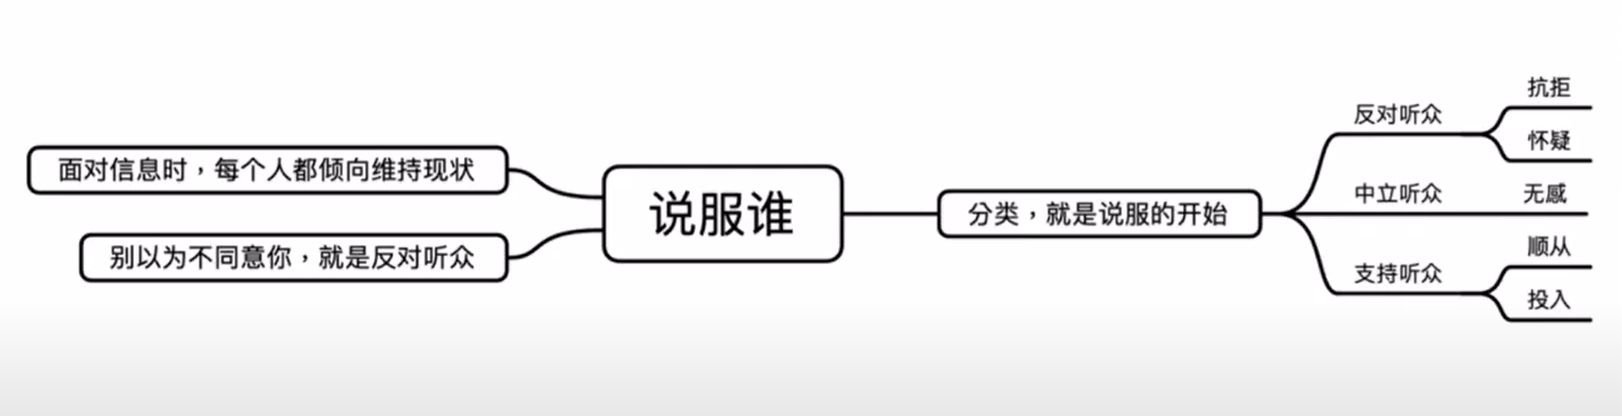 面对信息时，每个人都倾向维持现状
别以为不同意你，就是反对听众
说服谁
分类，就是说服的开始
反对听众
抗拒
怀疑
中立听众
无感
支持听众
顺从
投入